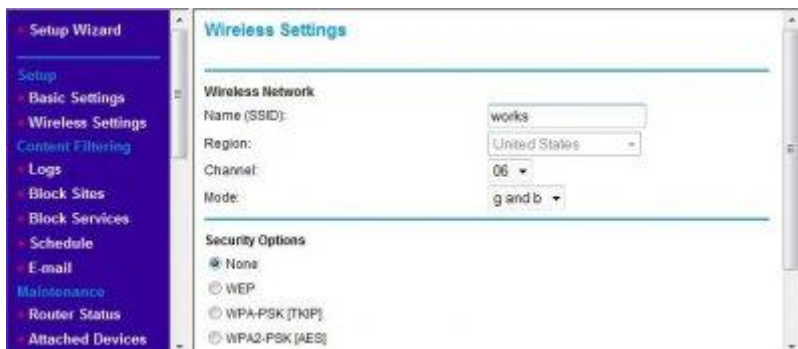 Setup Wizard
Setup
Basic Settings
Wireless Settings
Content Filtering
Logs
Block Sites
Block Services
Schedule
E-mail
Maintenance
Router Status
Attached Devices
Wireless Settings
Wireless Network
Name (SSID): works
Region: United States
Channel: 06
Mode: g and b
Security Options
None
WEP
WPA-PSK [TKIP]
WPA2-PSK [AES]